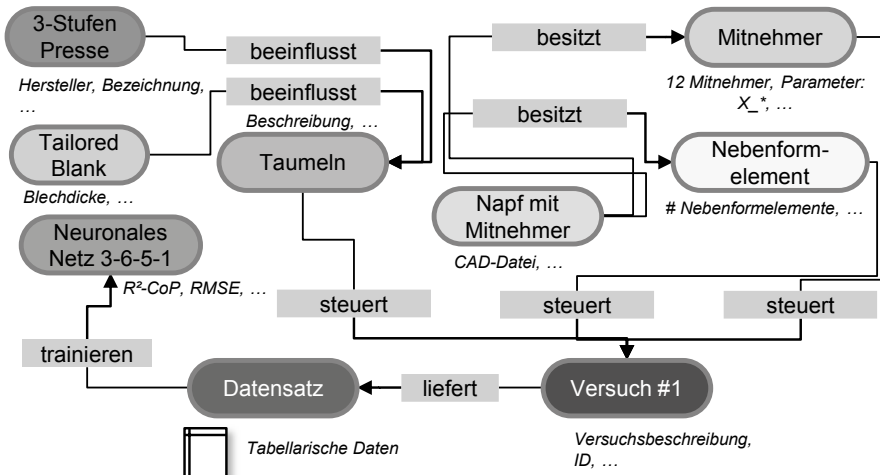 3-Stufen
Presse
beeinflusst
besitzt
Mitnehmer
Hersteller, Bezeichnung,
…
beeinflusst
Beschreibung, …
12 Mitnehmer, Parameter:
X_*, …
besitzt
Tailored
Blank
Blechdicke, …
Taumeln
Nebenform-
element
# Nebenformelemente, …
Napf mit
Mitnehmer
CAD-Datei, …
Neuronales
Netz 3-6-5-1
R²-CoP, RMSE, …
steuert
steuert
steuert
trainieren
Datensatz
liefert
Versuch #1
Tabellarische Daten
Versuchsbeschreibung,
ID, …